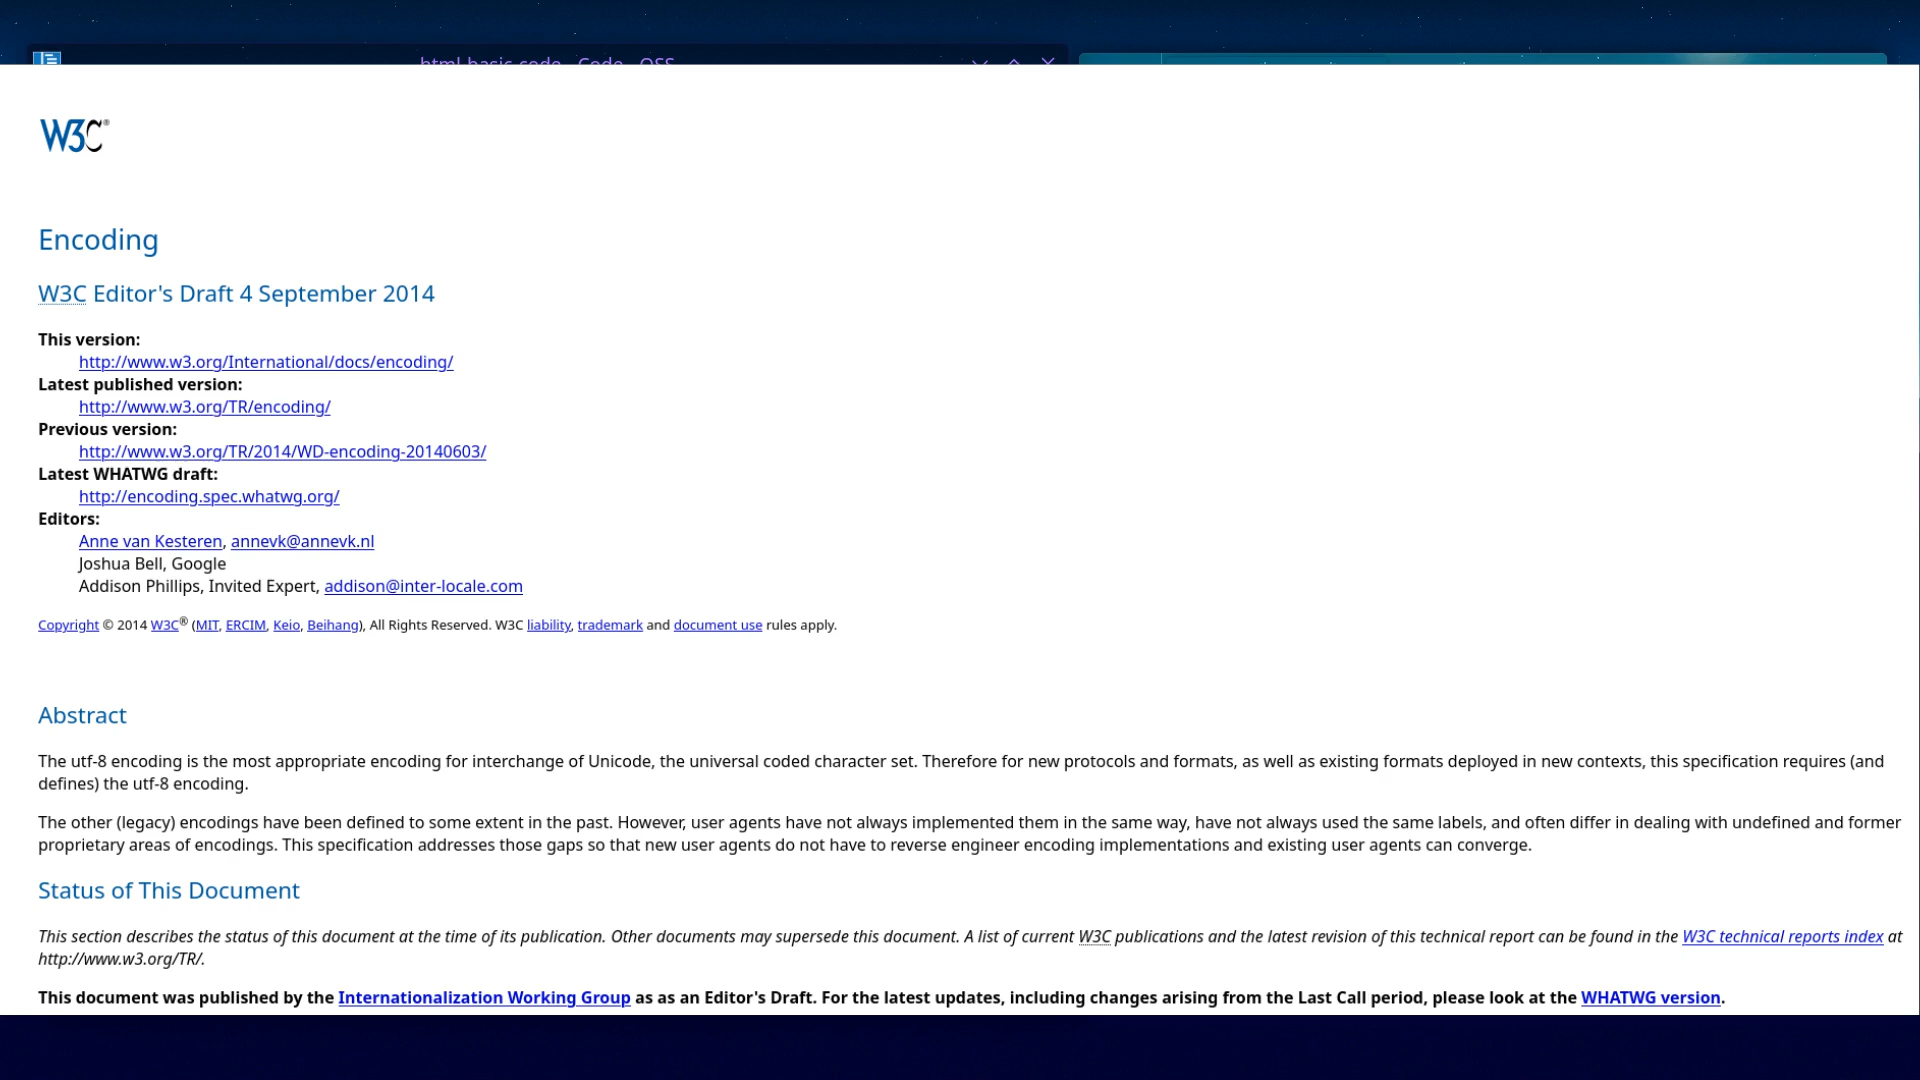 html basic code - Code - OSS
W3C®
Encoding
W3C Editor's Draft 4 September 2014
This version:
http://www.w3.org/International/docs/encoding/
Latest published version:
http://www.w3.org/TR/encoding/
Previous version:
http://www.w3.org/TR/2014/WD-encoding-20140603/
Latest WHATWG draft:
http://encoding.spec.whatwg.org/
Editors:
Anne van Kesteren, annevk@annevk.nl
Joshua Bell, Google
Addison Phillips, Invited Expert, addison@inter-locale.com
Copyright © 2014 W3C® (MIT, ERCIM, Keio, Beihang), All Rights Reserved. W3C liability, trademark and document use rules apply.
Abstract
The utf-8 encoding is the most appropriate encoding for interchange of Unicode, the universal coded character set. Therefore for new protocols and formats, as well as existing formats deployed in new contexts, this specification requires (and
defines) the utf-8 encoding.
The other (legacy) encodings have been defined to some extent in the past. However, user agents have not always implemented them in the same way, have not always used the same labels, and often differ in dealing with undefined and former
proprietary areas of encodings. This specification addresses those gaps so that new user agents do not have to reverse engineer encoding implementations and existing user agents can converge.
Status of This Document
This section describes the status of this document at the time of its publication. Other documents may supersede this document. A list of current W3C publications and the latest revision of this technical report can be found in the W3C technical reports index at
http://www.w3.org/TR/.
This document was published by the Internationalization Working Group as as an Editor's Draft. For the latest updates, including changes arising from the Last Call period, please look at the WHATWG version.